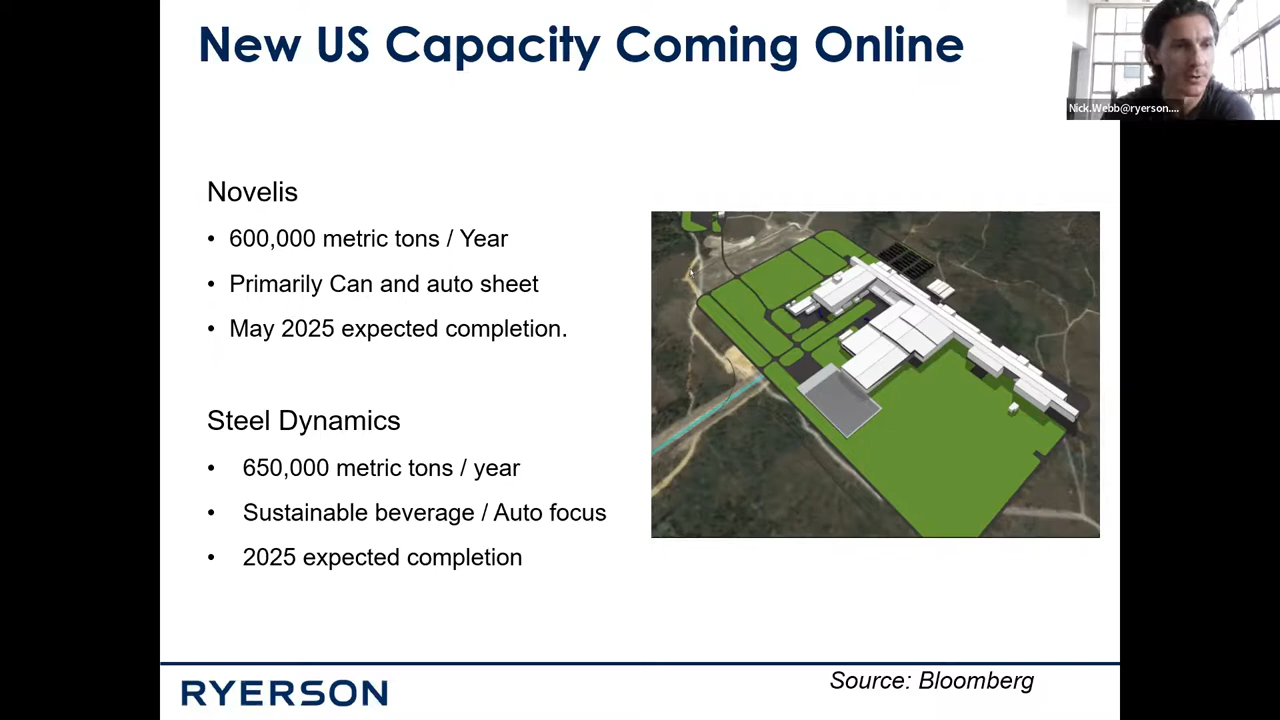 New US Capacity Coming Online
Nick.Webb@ryerson....
Novelis
• 600,000 metric tons / Year
• Primarily Can and auto sheet
• May 2025 expected completion.
Steel Dynamics
• 650,000 metric tons / year
• Sustainable beverage / Auto focus
• 2025 expected completion
RYERSON
Source: Bloomberg